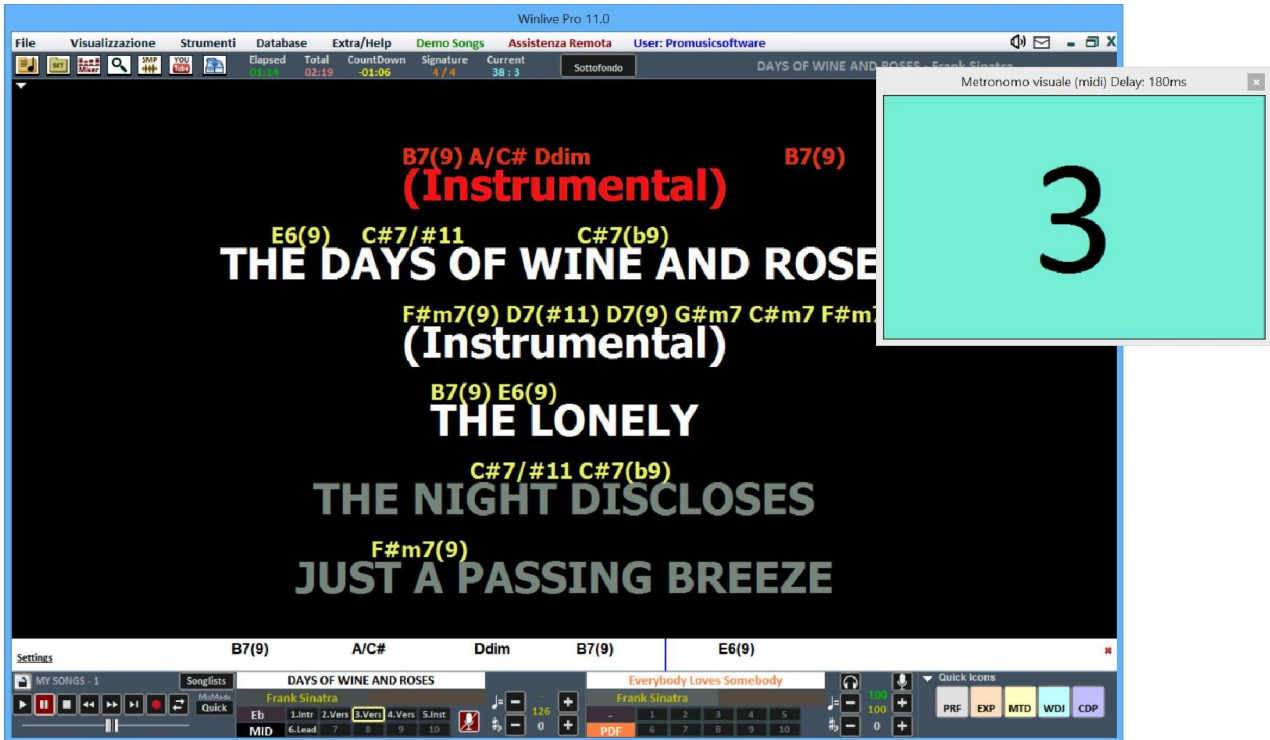 Winlive Pro 11.0
File Visualizzazione Strumenti Database Extra/Help Demo Songs Assistenza Remota User: Promusicsoftware X
SET Mixer SMP YOU Tube Elapsed Total CountDown Signature Current Sottofondo DAYS OF WINE AND ROSES - Frank Sinatra
01:14 02:19 -01:06 4 / 4 38 : 3
Metronomo visuale (midi) Delay: 180ms
3
B7(9) A/C# Ddim B7(9)
(Instrumental)
E6(9) C#7/#11 C#7(b9)
THE DAYS OF WINE AND ROSE
F#m7(9) D7(#11) D7(9) G#m7 C#m7 F#m7
(Instrumental)
B7(9) E6(9)
THE LONELY
C#7/#11 C#7(b9)
THE NIGHT DISCLOSES
F#m7(9)
JUST A PASSING BREEZE
Settings B7(9) A/C# Ddim B7(9) E6(9)
MY SONGS - 1 Songlists DAYS OF WINE AND ROSES Everybody Loves Somebody Quick Icons
MixMode Quick Frank Sinatra - 126 Frank Sinatra 100 100
Eb 1.Intr 2.Vers 3.Vers 4.Vers 5.Inst - 1 2 3 4 5 PRF EXP MTD WDJ CDP
MID 6.Lead 7 8 9 10 0 PDF 6 7 8 9 10 0